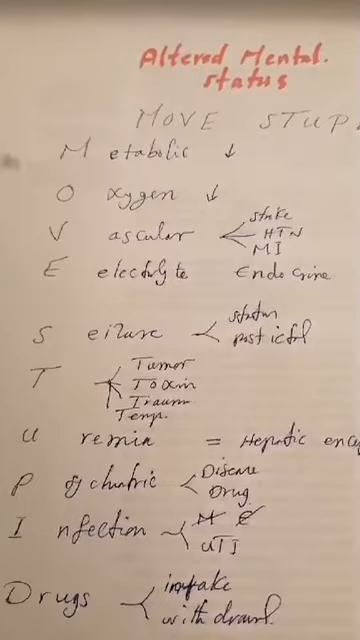 Altered Mental.
status
MOVE STUP
M etabolic ↓
O xygen ↓
V ascular < stroke
HTN
MI
E electrolyte Endocrine
S eizure < status
post ictal
T Tumor
Toxin
Trauma
Temp.
U remia = Hepatic ence
P sychiatric < Disease
Drug
I nfection < M E
UTI
Drugs < intake
withdrawl.